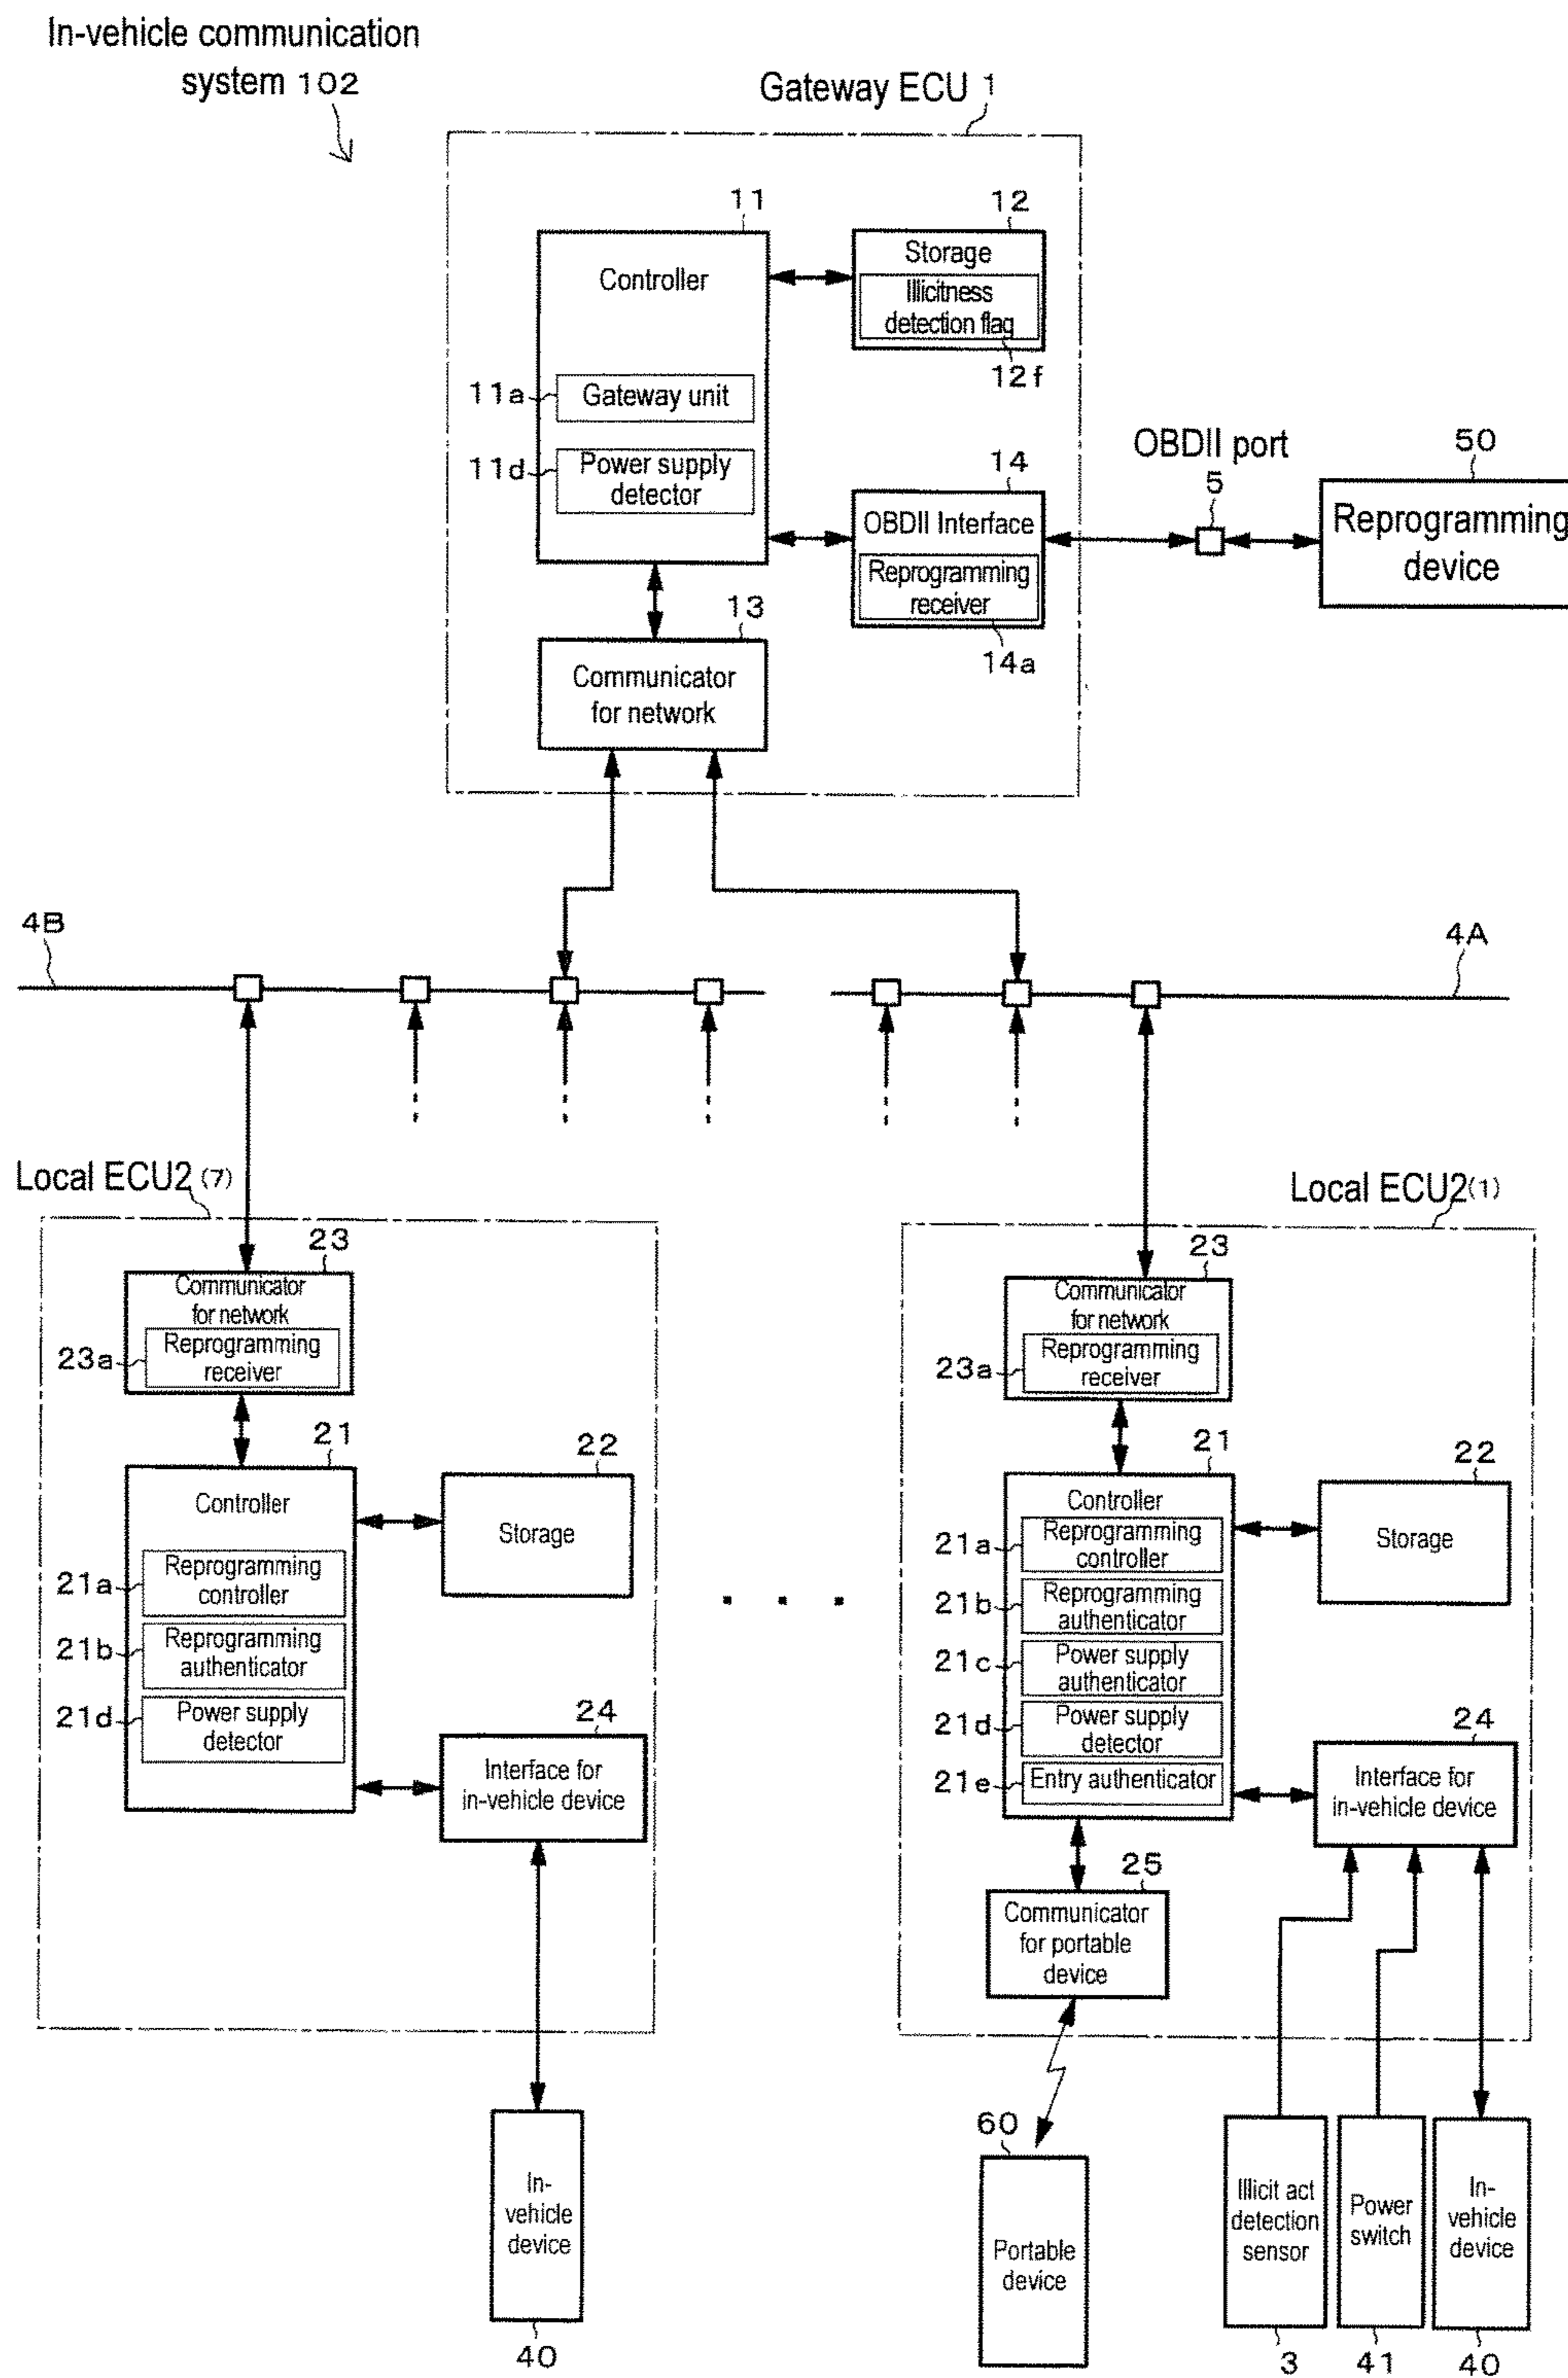 In-vehicle communication
system 102
Gateway ECU 1
11
12
Controller
Storage
Illicitness
detection flag
12f
11a
Gateway unit
11d
Power supply
detector
14
OBDII Interface
Reprogramming
receiver
14a
OBDII port
5
50
Reprogramming
device
13
Communicator
for network
4B
4A
Local ECU2 (7)
23
Communicator
for network
23a
Reprogramming
receiver
21
Controller
22
Storage
21a
Reprogramming
controller
21b
Reprogramming
authenticator
21d
Power supply
detector
24
Interface for
in-vehicle device
In-
vehicle
device
40
. . .
Local ECU2 (1)
23
Communicator
for network
23a
Reprogramming
receiver
21
Controller
22
Storage
21a
Reprogramming
controller
21b
Reprogramming
authenticator
21c
Power supply
authenticator
21d
Power supply
detector
21e
Entry authenticator
24
Interface for
in-vehicle device
25
Communicator
for portable
device
60
Portable
device
Illicit act
detection
sensor
3
Power
switch
41
In-
vehicle
device
40